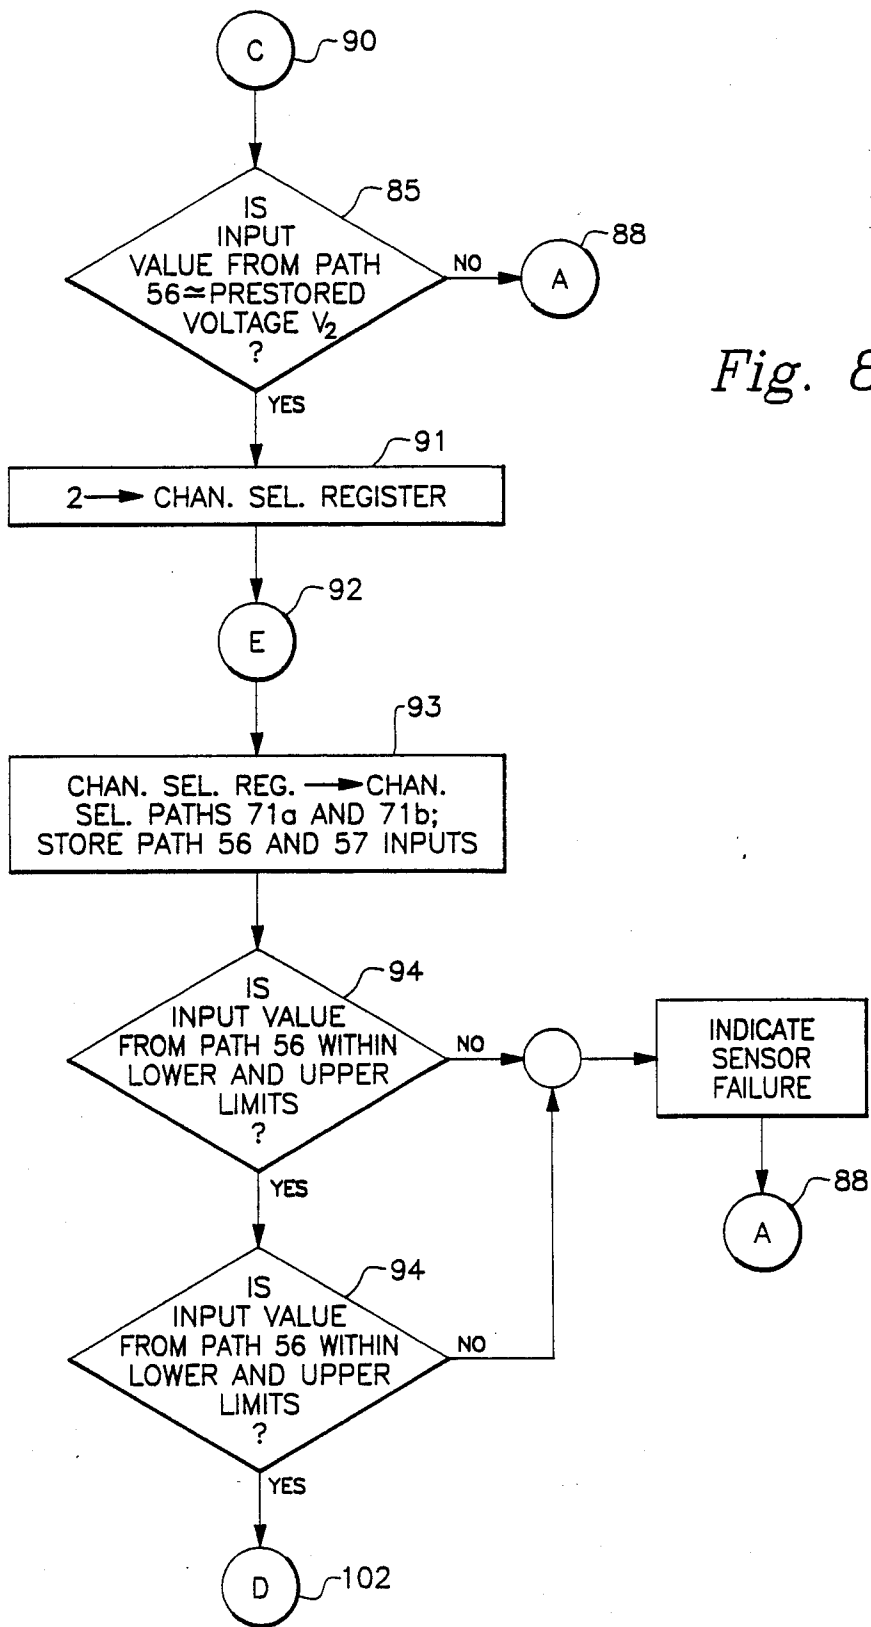 C
90
85
IS
INPUT
VALUE FROM PATH
56≃PRESTORED
VOLTAGE V₂
?
NO
A
88
YES
Fig. 8
91
2→ CHAN. SEL. REGISTER
92
E
93
CHAN. SEL. REG. →CHAN.
SEL. PATHS 71a AND 71b;
STORE PATH 56 AND 57 INPUTS
94
IS
INPUT VALUE
FROM PATH 56 WITHIN
LOWER AND UPPER
LIMITS
?
NO
INDICATE
SENSOR
FAILURE
YES
88
A
94
IS
INPUT VALUE
FROM PATH 56 WITHIN
LOWER AND UPPER
LIMITS
?
NO
YES
D
102